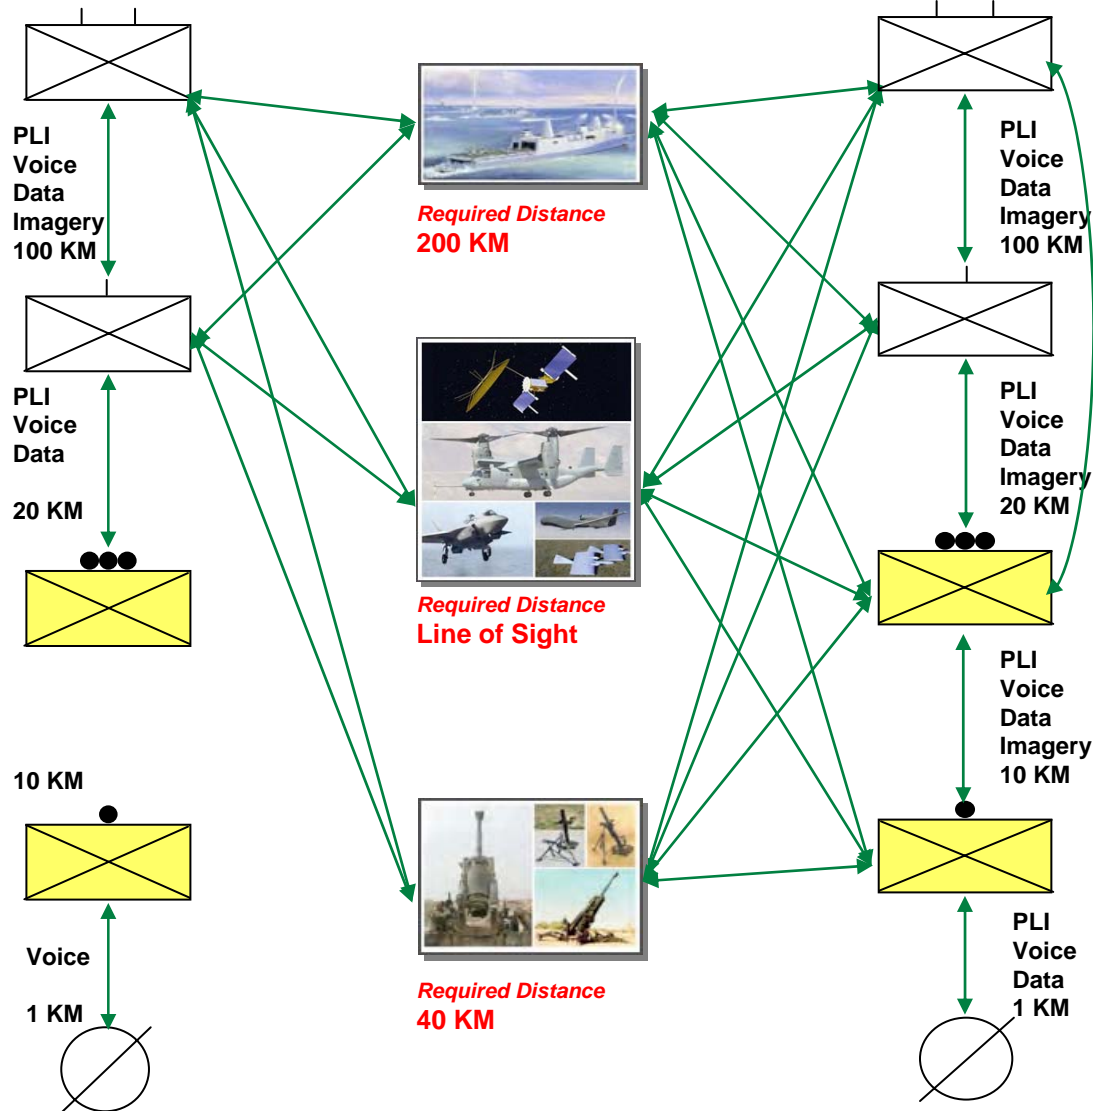 PLI
Voice
Data
Imagery
100 KM
PLI
Voice
Data
20 KM
10 KM
Voice
1 KM
Required Distance
200 KM
Required Distance
Line of Sight
Required Distance
40 KM
PLI
Voice
Data
Imagery
100 KM
PLI
Voice
Data
Imagery
20 KM
PLI
Voice
Data
Imagery
10 KM
PLI
Voice
Data
1 KM